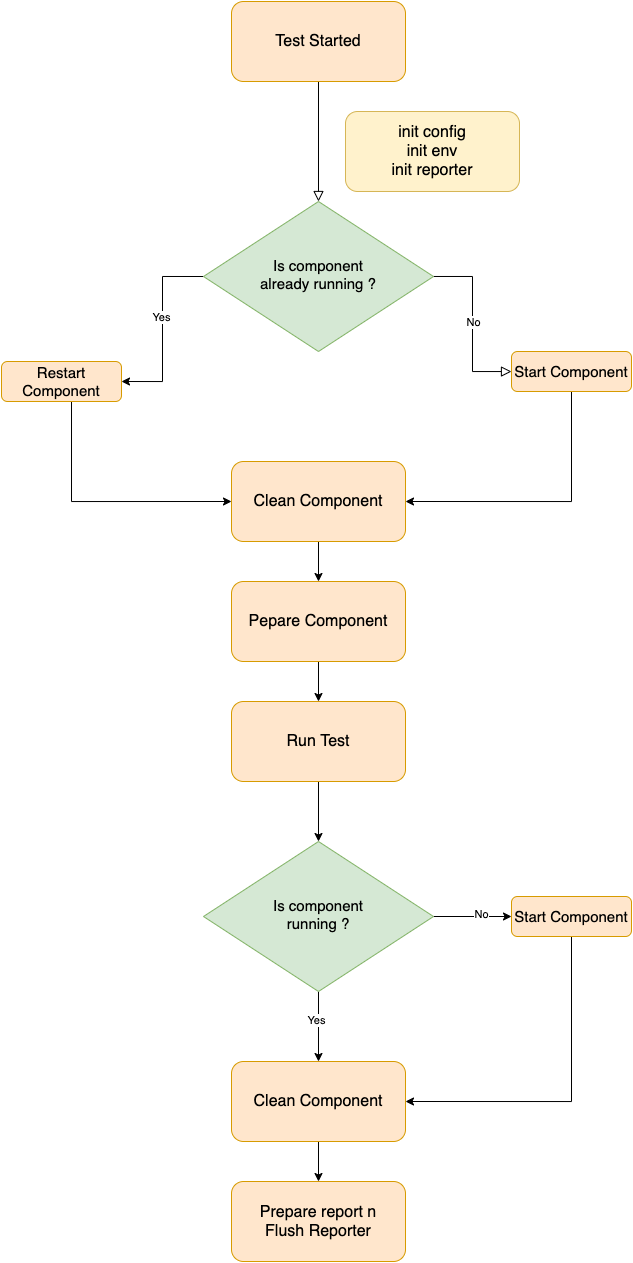 Test Started
init config
init env
init reporter
Is component
already running ?
Yes
No
Restart
Component
Start Component
Clean Component
Pepare Component
Run Test
Is component
running ?
No
Start Component
Yes
Clean Component
Prepare report n
Flush Reporter